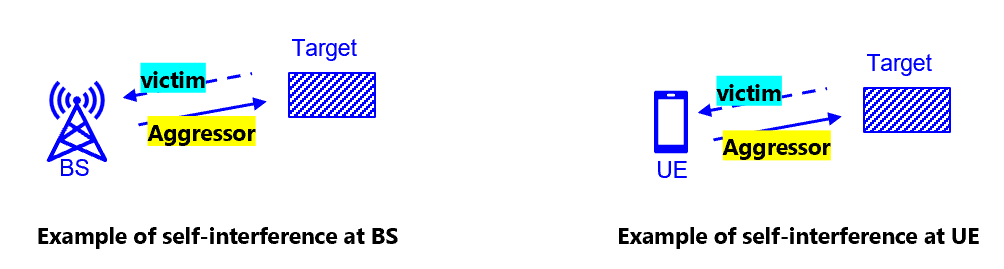 Target
victim
Aggressor
BS
Example of self-interference at BS
Target
victim
Aggressor
UE
Example of self-interference at UE